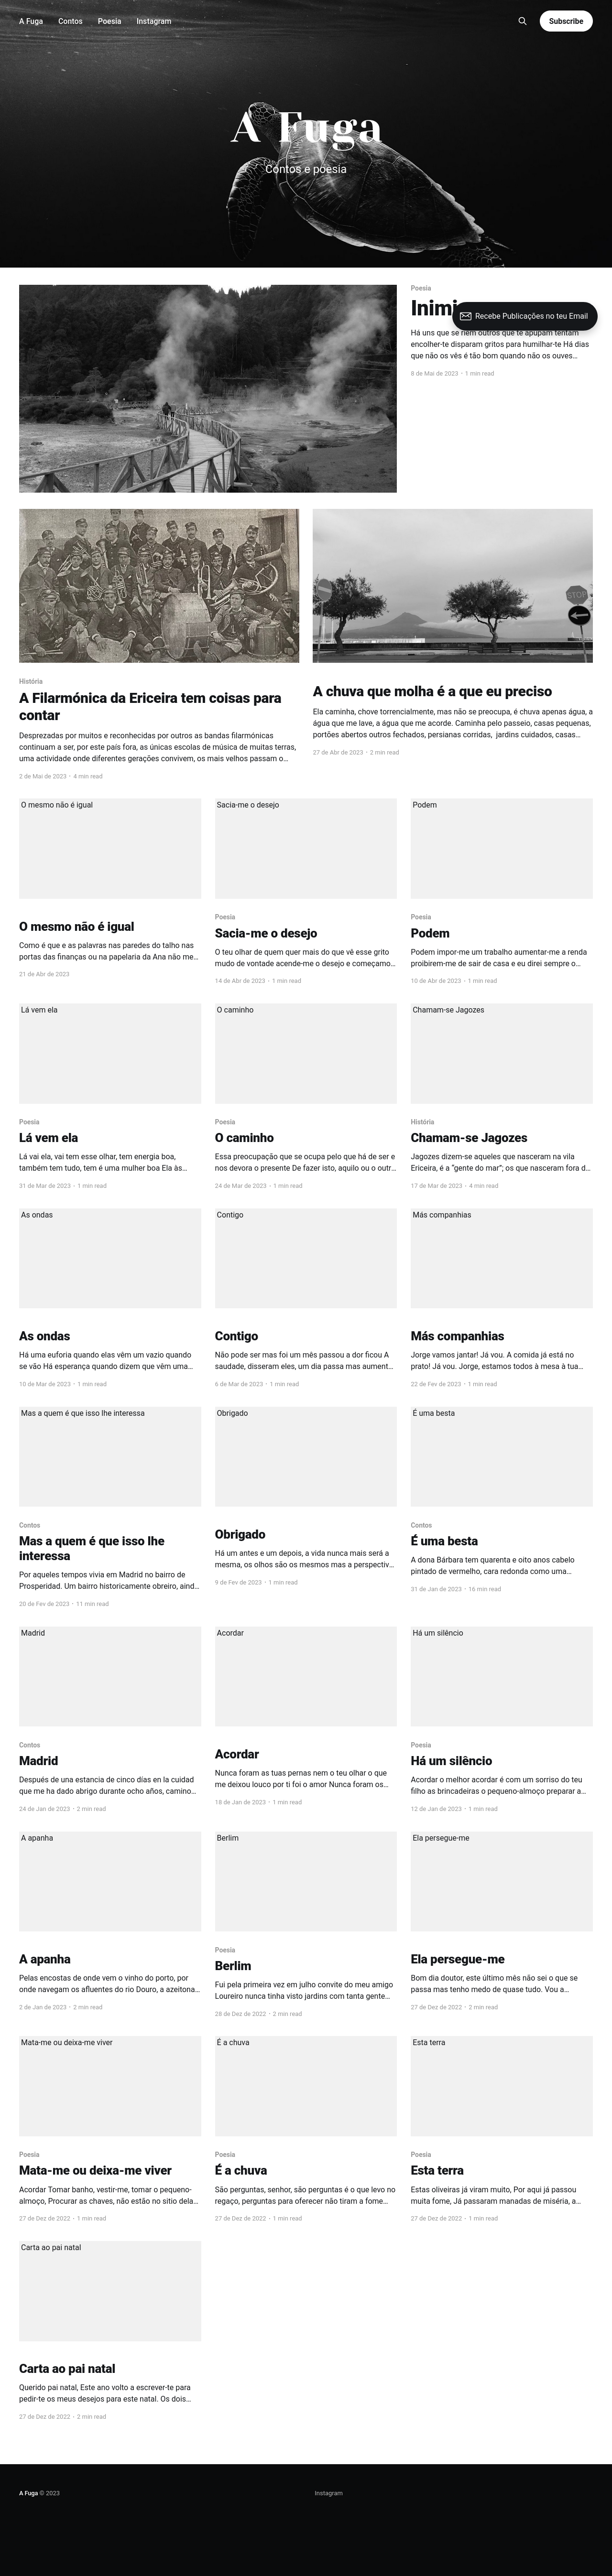 A Fuga
Contos
Poesia
Instagram
Subscribe
A Fuga
Contos e poesia
Poesia
Recebe Publicações no teu Email
Há uns que se riem outros que te apupam tentam
encolher-te disparam gritos para humilhar-te Há dias
que não os vês é tão bom quando não os ouves…
8 de Mai de 2023 • 1 min read
STOP
História
A Filarmónica da Ericeira tem coisas para
contar
Desprezadas por muitos e reconhecidas por outros as bandas filarmónicas
continuam a ser, por este país fora, as únicas escolas de música de muitas terras,
uma atividade onde diferentes gerações convivem, os mais velhos passam o…
2 de Mai de 2023 • 4 min read
A chuva que molha é a que eu preciso
Ela caminha, chove torrencialmente, mas não se preocupa, é chuva apenas água, a
água que me lave, a água que me acorde. Caminha pelo passeio, casas pequenas,
portões abertos outros fechados, persianas corridas, jardins cuidados, casas…
27 de Abr de 2023 • 2 min read
O mesmo não é igual
O mesmo não é igual
Como é que e as palavras nas paredes do talho nas
portas das finanças ou na papelaria da Ana não me…
21 de Abr de 2023
Sacia-me o desejo
Poesia
Sacia-me o desejo
O teu olhar de quem quer mais do que vê esse grito
mudo de vontade acende-me o desejo e começamo…
14 de Abr de 2023 • 1 min read
Podem
Poesia
Podem
Podem impor-me um trabalho aumentar-me a renda
proibirem-me de sair de casa e eu direi sempre o…
10 de Abr de 2023 • 1 min read
Lá vem ela
Poesia
Lá vem ela
Lá vai ela, vai tem esse olhar, tem energia boa,
também tem tudo, tem é uma mulher boa Ela às…
31 de Mar de 2023 • 1 min read
O caminho
Poesia
O caminho
Essa preocupação que se ocupa pelo que há de ser e
nos devora o presente De fazer isto, aquilo ou o outr…
24 de Mar de 2023 • 1 min read
Chamam-se Jagozes
História
Chamam-se Jagozes
Jagozes dizem-se aqueles que nasceram na vila
Ericeira, é a “gente do mar”; os que nasceram fora d…
17 de Mar de 2023 • 4 min read
As ondas
As ondas
Há uma euforia quando elas vêm um vazio quando
se vão Há esperança quando dizem que vêm uma…
10 de Mar de 2023 • 1 min read
Contigo
Contigo
Não pode ser mas foi um mês passou a dor ficou A
saudade, disseram eles, um dia passa mas aument…
6 de Mar de 2023 • 1 min read
Más companhias
Más companhias
Jorge vamos jantar! Já vou. A comida já está no
prato! Já vou. Jorge, estamos todos à mesa à tua…
22 de Fev de 2023 • 1 min read
Mas a quem é que isso lhe interessa
Contos
Mas a quem é que isso lhe
interessa
Por aqueles tempos vivia em Madrid no bairro de
Prosperidad. Um bairro historicamente obreiro, aind…
20 de Fev de 2023 • 11 min read
Obrigado
Obrigado
Há um antes e um depois, a vida nunca mais será a
mesma, os olhos são os mesmos mas a perspectiv…
9 de Fev de 2023 • 1 min read
É uma besta
Contos
É uma besta
A dona Bárbara tem quarenta e oito anos cabelo
pintado de vermelho, cara redonda como uma…
31 de Jan de 2023 • 16 min read
Madrid
Contos
Madrid
Después de una estancia de cinco días en la cuidad
que me ha dado abrigo durante ocho años, camino…
24 de Jan de 2023 • 2 min read
Acordar
Acordar
Nunca foram as tuas pernas nem o teu olhar o que
me deixou louco por ti foi o amor Nunca foram os…
18 de Jan de 2023 • 1 min read
Há um silêncio
Poesia
Há um silêncio
Acordar o melhor acordar é com um sorriso do teu
filho as brincadeiras o pequeno-almoço preparar a…
12 de Jan de 2023 • 1 min read
A apanha
A apanha
Pelas encostas de onde vem o vinho do porto, por
onde navegam os afluentes do rio Douro, a azeitona…
2 de Jan de 2023 • 2 min read
Berlim
Poesia
Berlim
Fui pela primeira vez em julho convite do meu amigo
Loureiro nunca tinha visto jardins com tanta gente…
28 de Dez de 2022 • 2 min read
Ela persegue-me
Ela persegue-me
Bom dia doutor, este último mês não sei o que se
passa mas tenho medo de quase tudo. Vou a…
27 de Dez de 2022 • 2 min read
Mata-me ou deixa-me viver
Poesia
Mata-me ou deixa-me viver
Acordar Tomar banho, vestir-me, tomar o pequeno-
almoço, Procurar as chaves, não estão no sitio dela…
27 de Dez de 2022 • 1 min read
É a chuva
Poesia
É a chuva
São perguntas, senhor, são perguntas é o que levo no
regaço, perguntas para oferecer não tiram a fome…
27 de Dez de 2022 • 1 min read
Esta terra
Poesia
Esta terra
Estas oliveiras já viram muito, Por aqui já passou
muita fome, Já passaram manadas de miséria, a…
27 de Dez de 2022 • 1 min read
Carta ao pai natal
Carta ao pai natal
Querido pai natal, Este ano volto a escrever-te para
pedir-te os meus desejos para este natal. Os dois…
27 de Dez de 2022 • 2 min read
A Fuga © 2023
Instagram